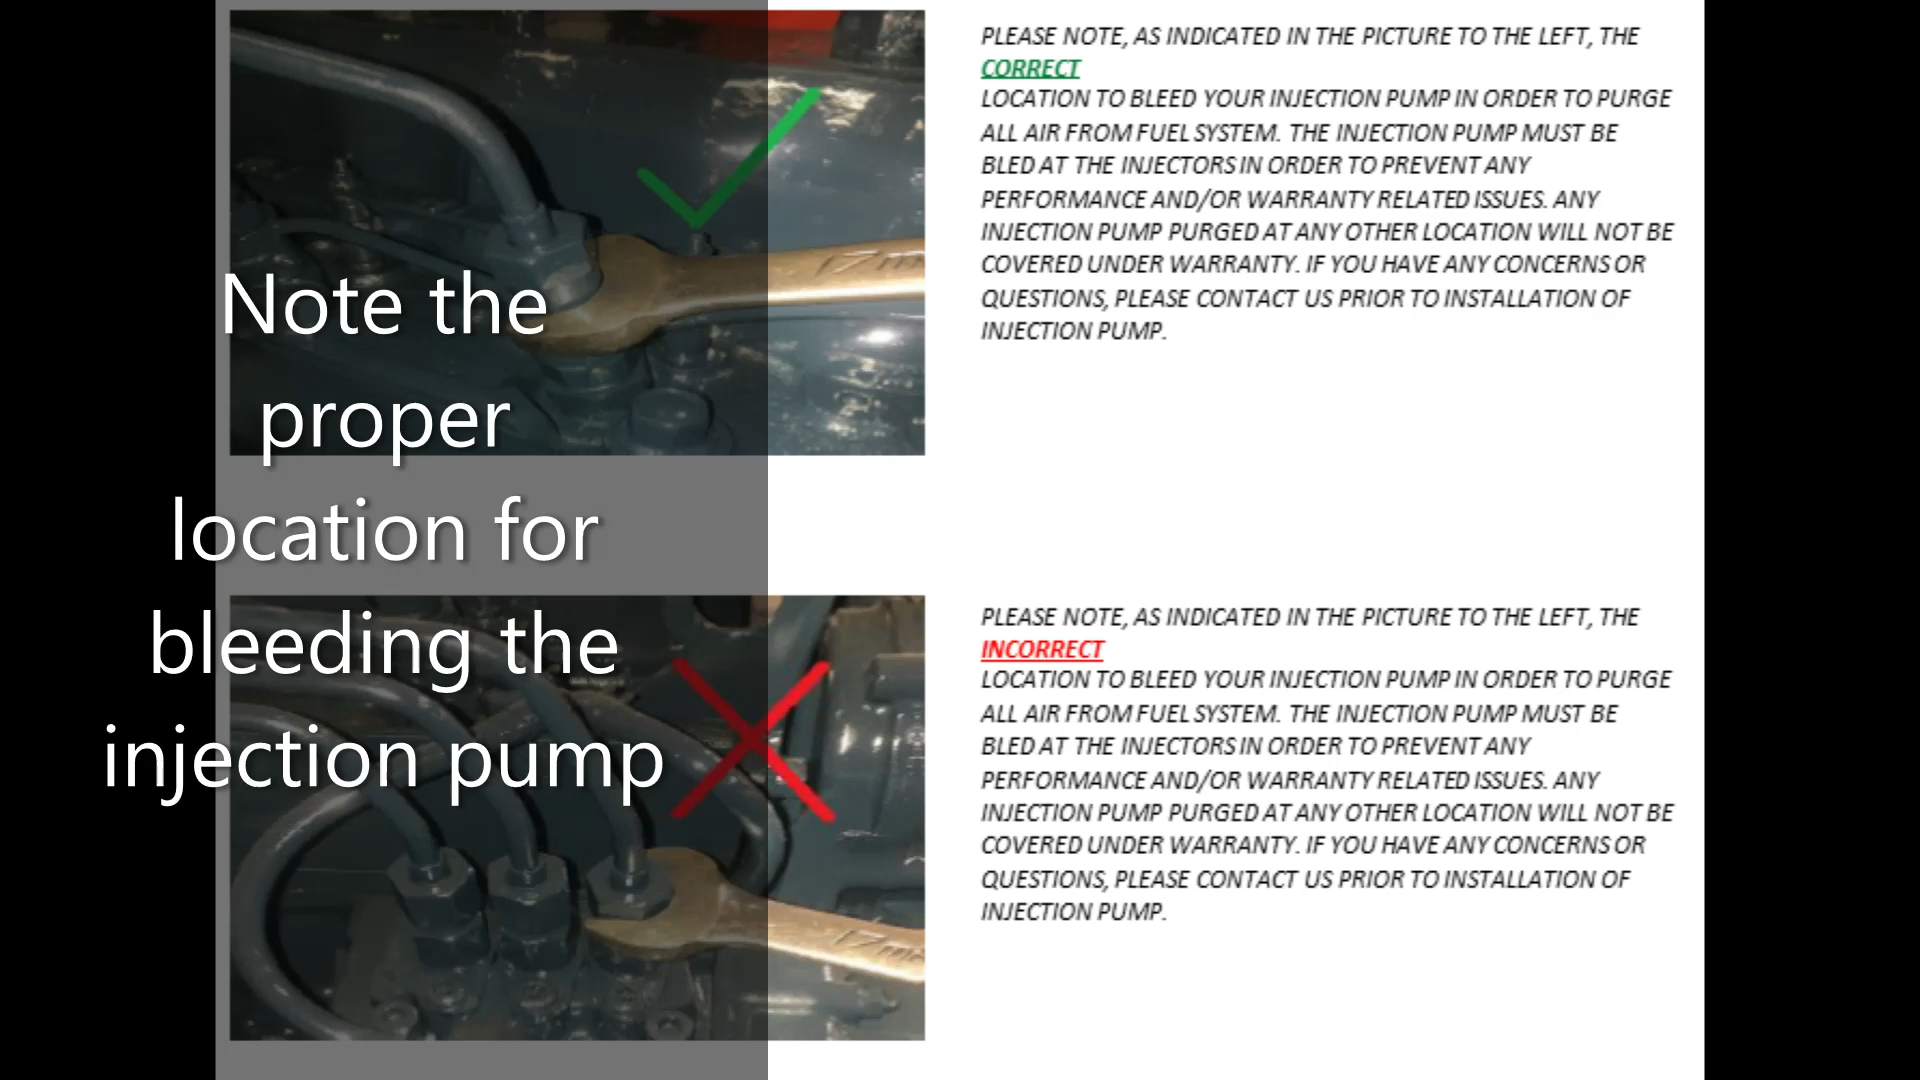 Note the
proper
location for
bleeding the
injection pump
PLEASE NOTE, AS INDICATED IN THE PICTURE TO THE LEFT, THE
CORRECT
LOCATION TO BLEED YOUR INJECTION PUMP IN ORDER TO PURGE
ALL AIR FROM FUEL SYSTEM. THE INJECTION PUMP MUST BE
BLED AT THE INJECTORS IN ORDER TO PREVENT ANY
PERFORMANCE AND/OR WARRANTY RELATED ISSUES. ANY
INJECTION PUMP PURGED AT ANY OTHER LOCATION WILL NOT BE
COVERED UNDER WARRANTY. IF YOU HAVE ANY CONCERNS OR
QUESTIONS, PLEASE CONTACT US PRIOR TO INSTALLATION OF
INJECTION PUMP.
PLEASE NOTE, AS INDICATED IN THE PICTURE TO THE LEFT, THE
INCORRECT
LOCATION TO BLEED YOUR INJECTION PUMP IN ORDER TO PURGE
ALL AIR FROM FUEL SYSTEM. THE INJECTION PUMP MUST BE
BLED AT THE INJECTORS IN ORDER TO PREVENT ANY
PERFORMANCE AND/OR WARRANTY RELATED ISSUES. ANY
INJECTION PUMP PURGED AT ANY OTHER LOCATION WILL NOT BE
COVERED UNDER WARRANTY. IF YOU HAVE ANY CONCERNS OR
QUESTIONS, PLEASE CONTACT US PRIOR TO INSTALLATION OF
INJECTION PUMP.